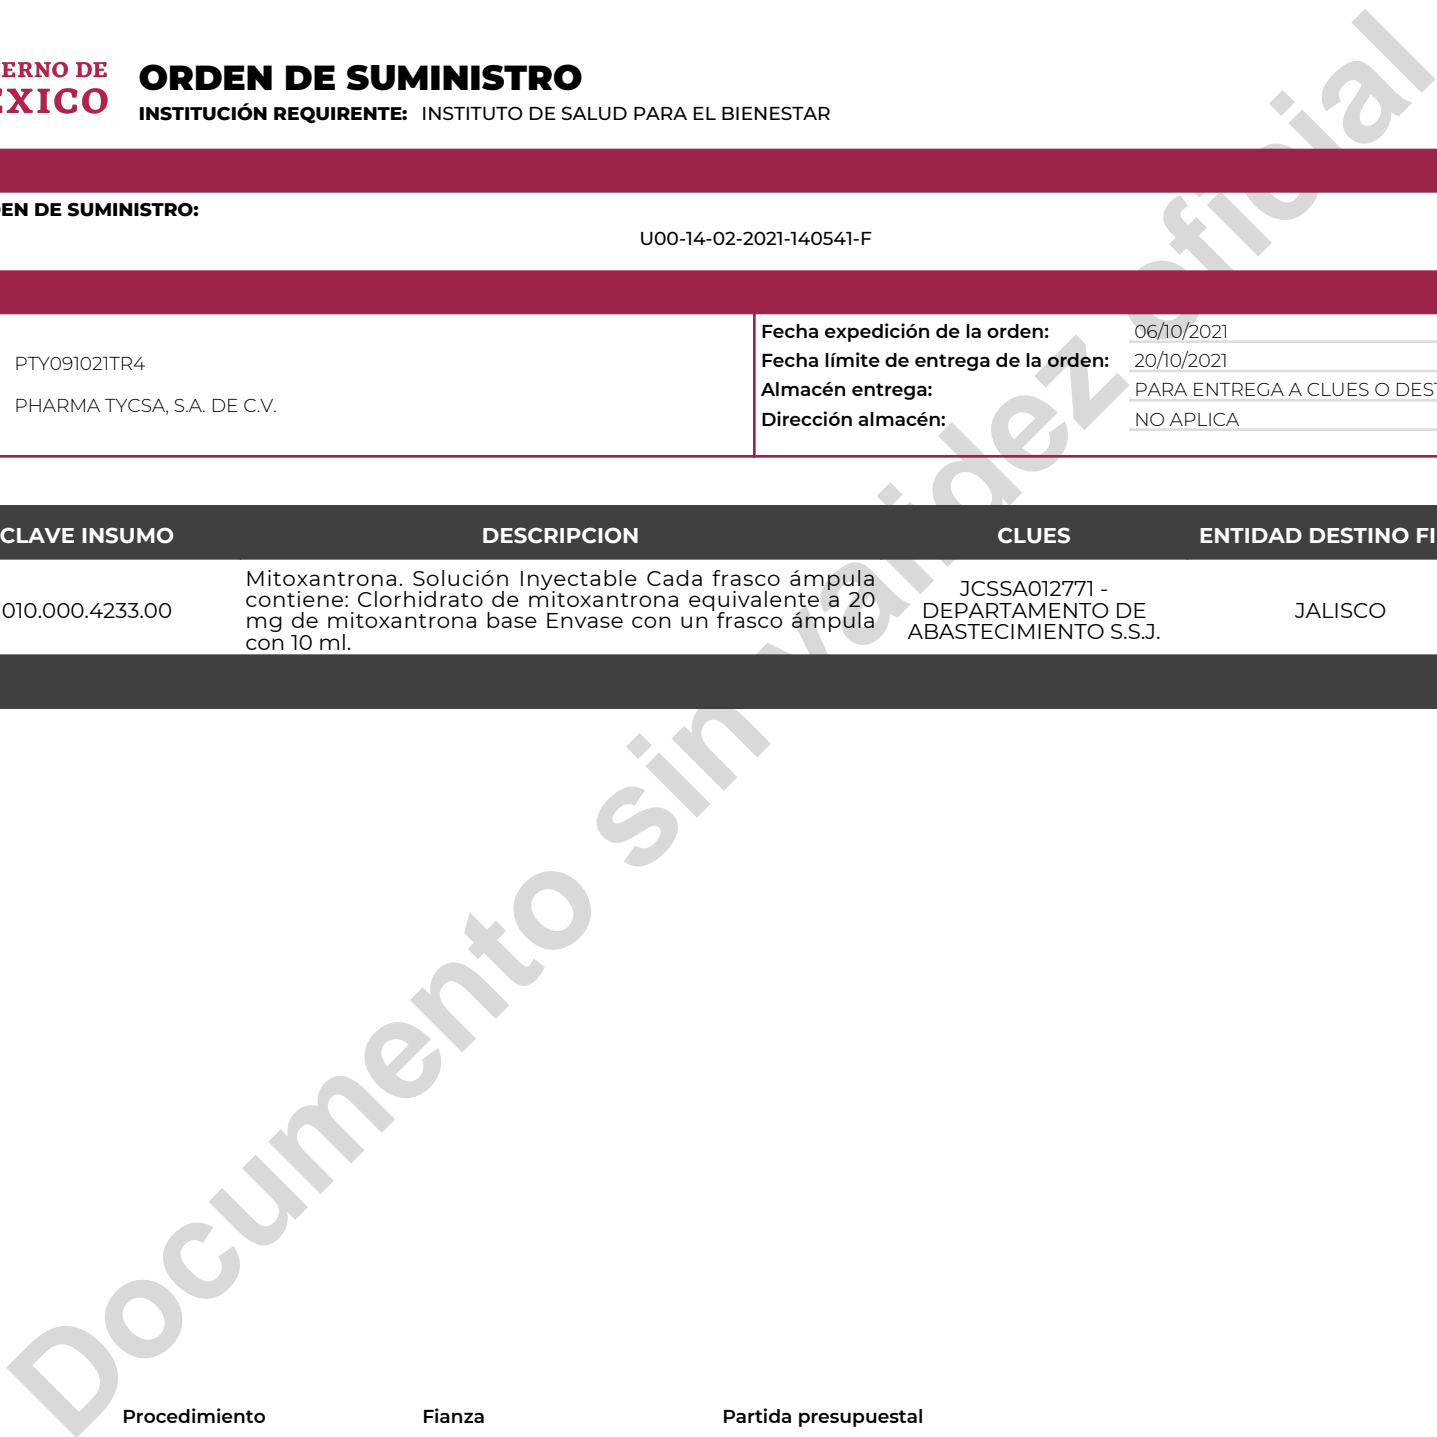 ERNO DE
ÉXICO
ORDEN DE SUMINISTRO
INSTITUCIÓN REQUIRENTE: INSTITUTO DE SALUD PARA EL BIENESTAR
EN DE SUMINISTRO:
U00-14-02-2021-140541-F
PTY091021TR4
PHARMA TYCSA, S.A. DE C.V.
Fecha expedición de la orden: 06/10/2021
Fecha límite de entrega de la orden: 20/10/2021
Almacén entrega: PARA ENTREGA A CLUES O DEST
Dirección almacén: NO APLICA
CLAVE INSUMO DESCRIPCION CLUES ENTIDAD DESTINO FI
010.000.4233.00
Mitoxantrona. Solución Inyectable Cada frasco ámpula
contiene: Clorhidrato de mitoxantrona equivalente a 20
mg de mitoxantrona base Envase con un frasco ámpula
con 10 ml.
JCSSA012771 -
DEPARTAMENTO DE
ABASTECIMIENTO S.S.J.
JALISCO
Documento sin validez oficial
Procedimiento Fianza Partida presupuestal